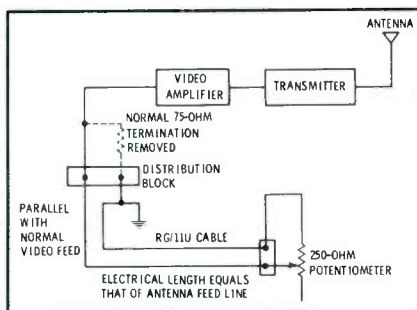 ANTENNA
VIDEO
AMPLIFIER
TRANSMITTER
NORMAL 75-OHM
TERMINATION
REMOVED
DISTRIBUTION
BLOCK
PARALLEL
WITH
NORMAL
VIDEO FEED
RG/11U CABLE
250-OHM
POTENTIOMETER
ELECTRICAL LENGTH EQUALS
THAT OF ANTENNA FEED LINE